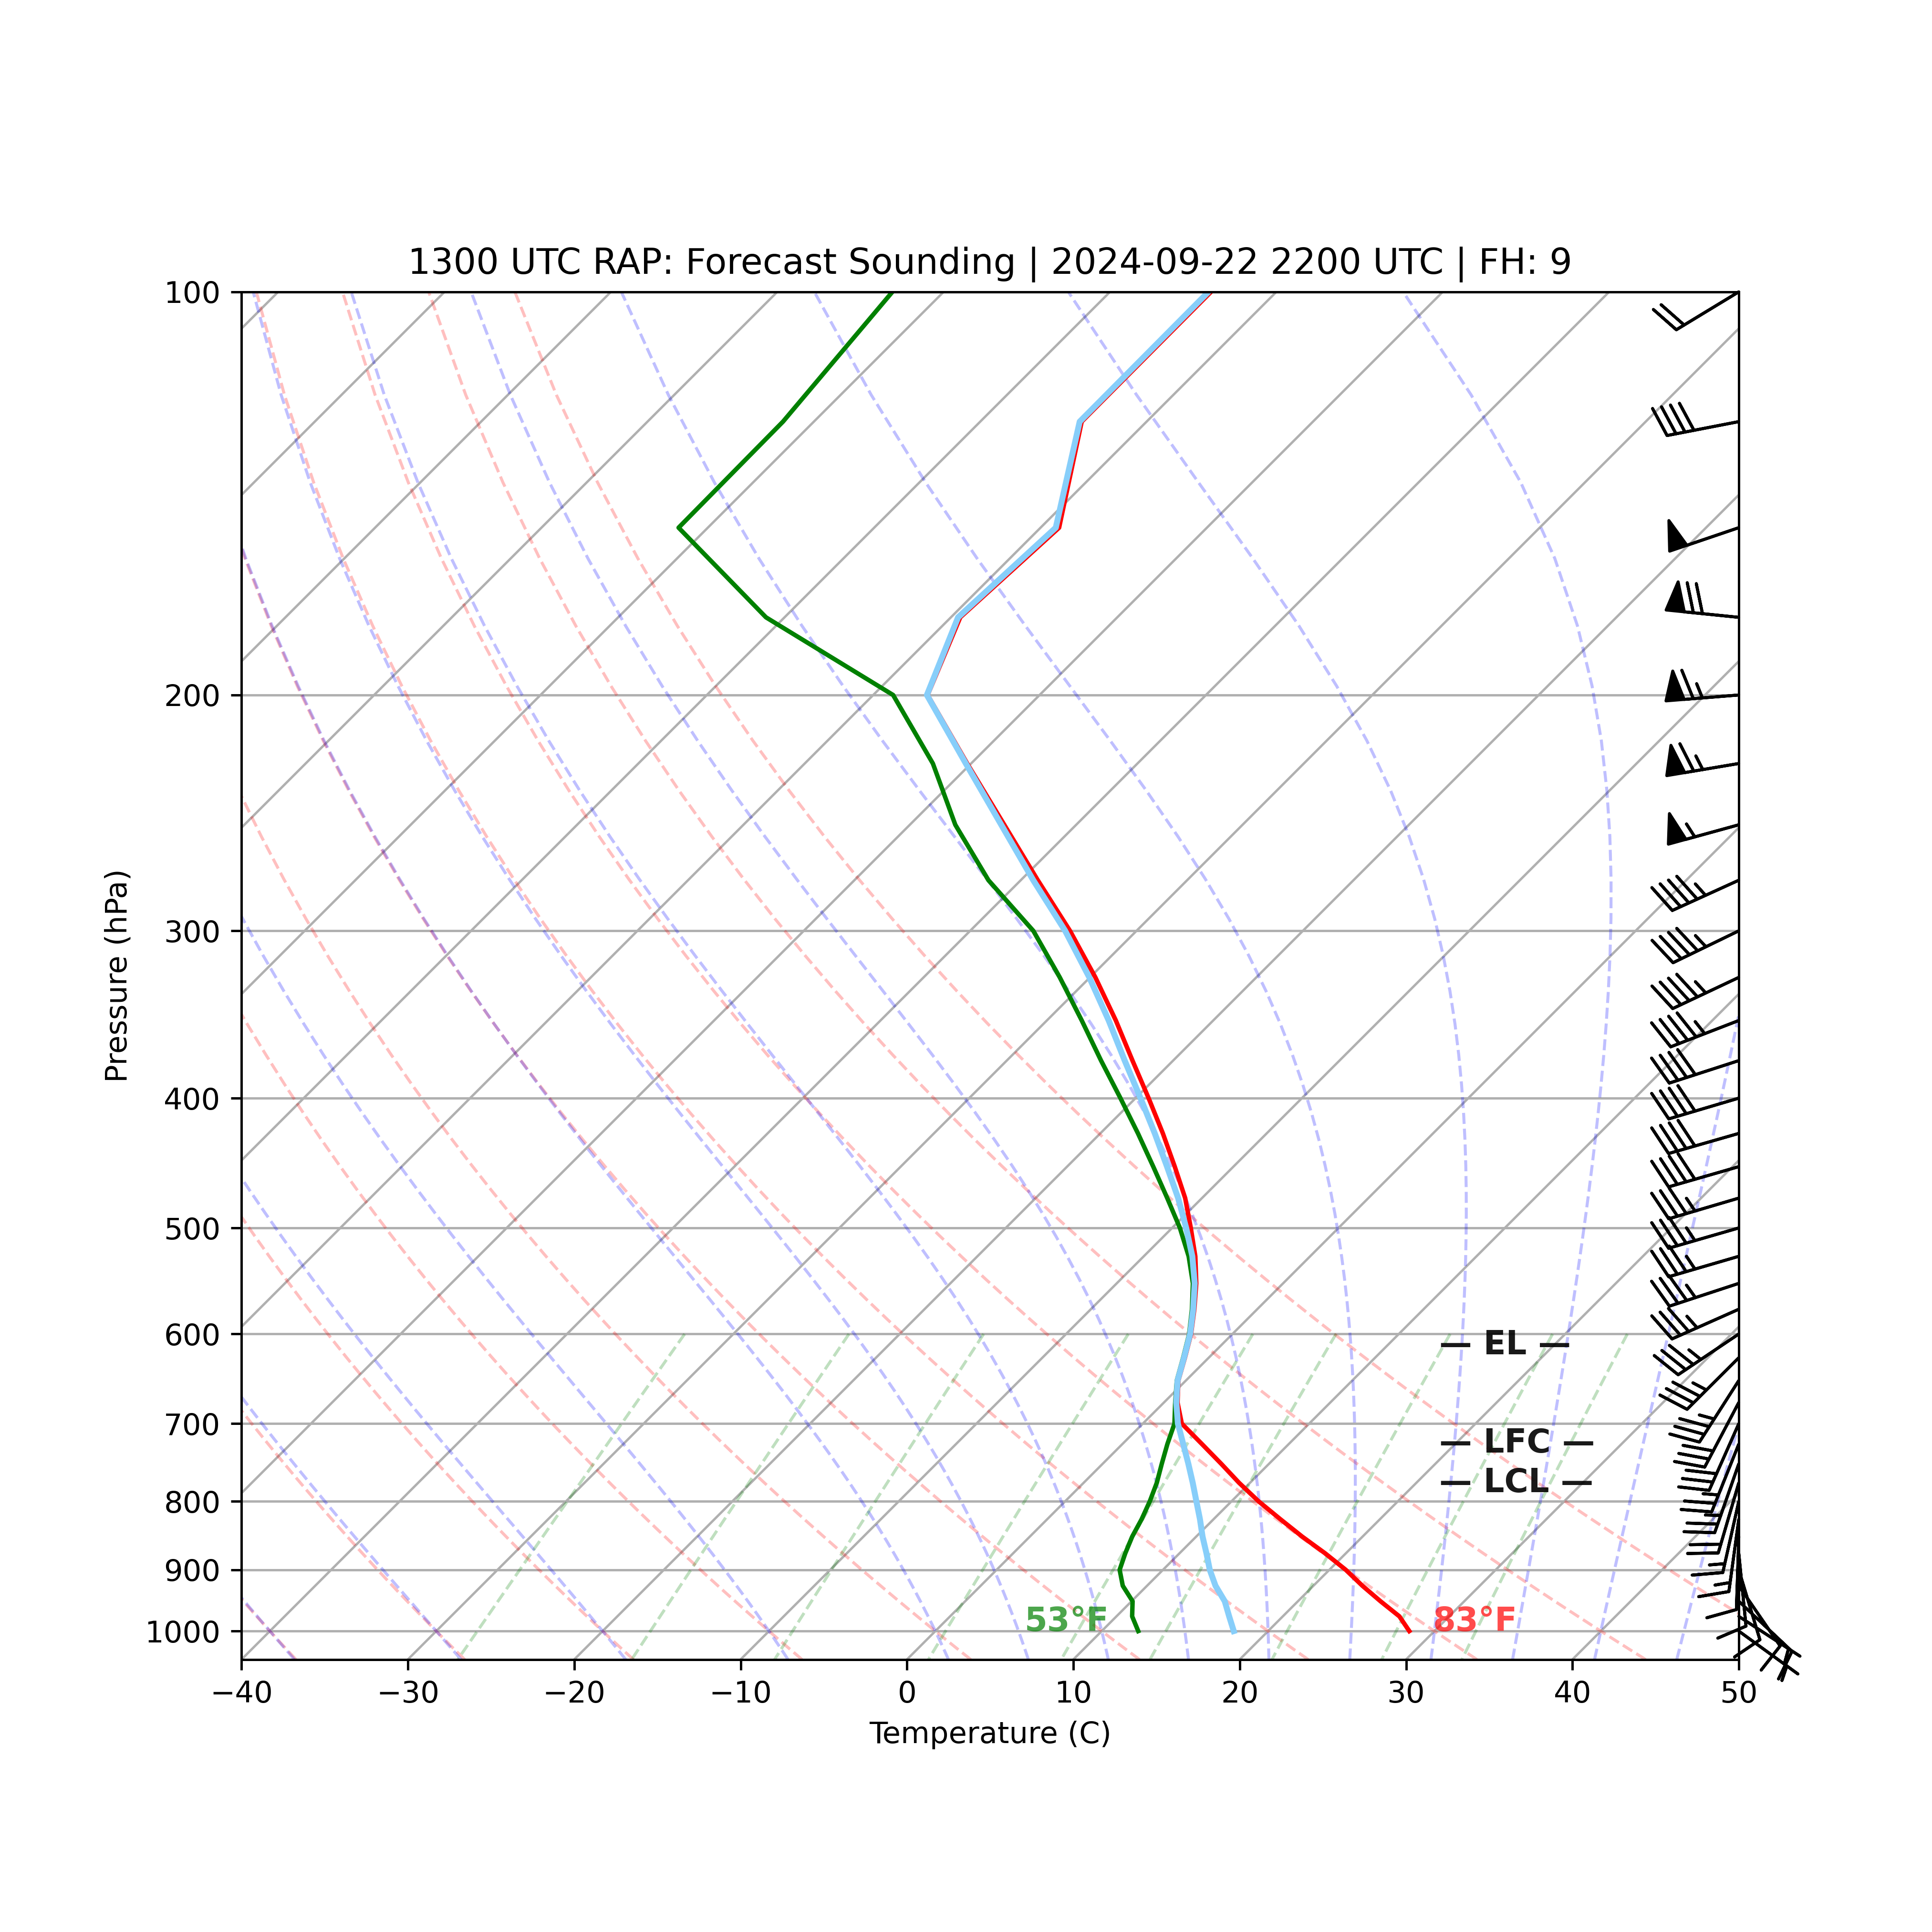 1300 UTC RAP: Forecast Sounding | 2024-09-22 2200 UTC | FH: 9
100
200
300
400
500
600
700
800
900
1000
Pressure (hPa)
— EL —
— LFC —
— LCL —
53°F
83°F
−40
−30
−20
−10
0
10
20
30
40
50
Temperature (C)